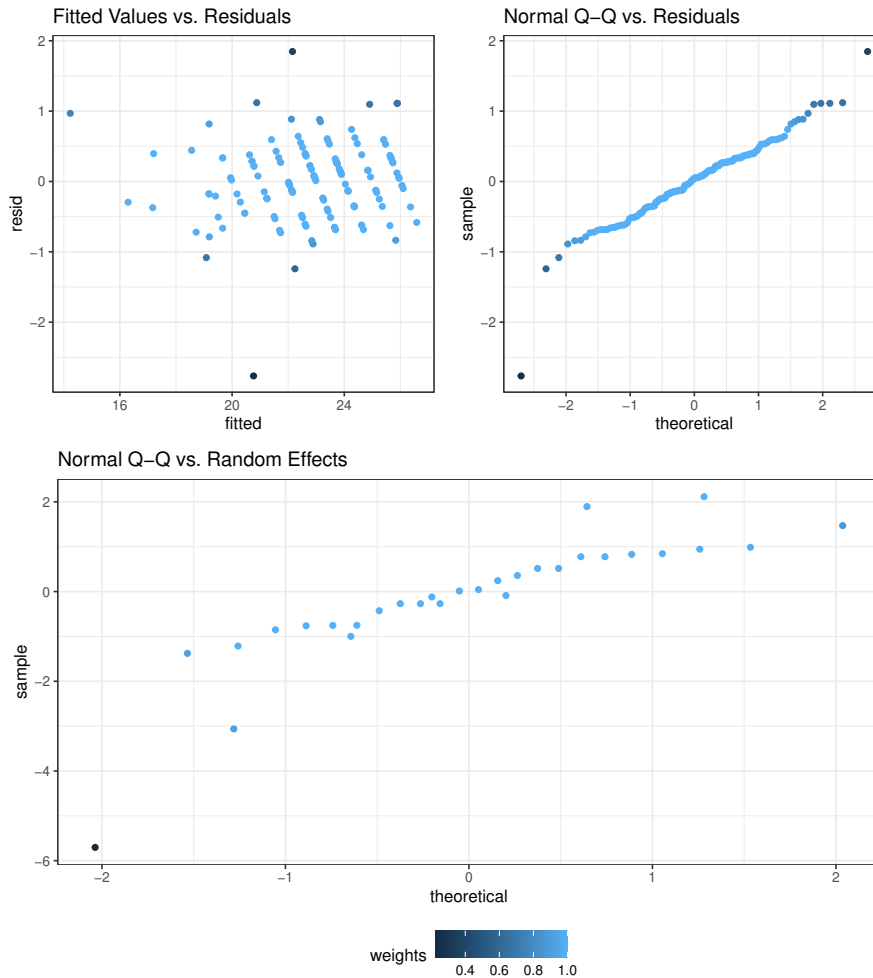 Fitted Values vs. Residuals
2
1
0
−1
−2
resid
16 20 24
fitted
Normal Q−Q vs. Residuals
2
1
0
−1
−2
sample
−2 −1 0 1 2
theoretical
Normal Q−Q vs. Random Effects
2
0
−2
−4
−6
sample
−2 −1 0 1 2
theoretical
weights
0.4 0.6 0.8 1.0